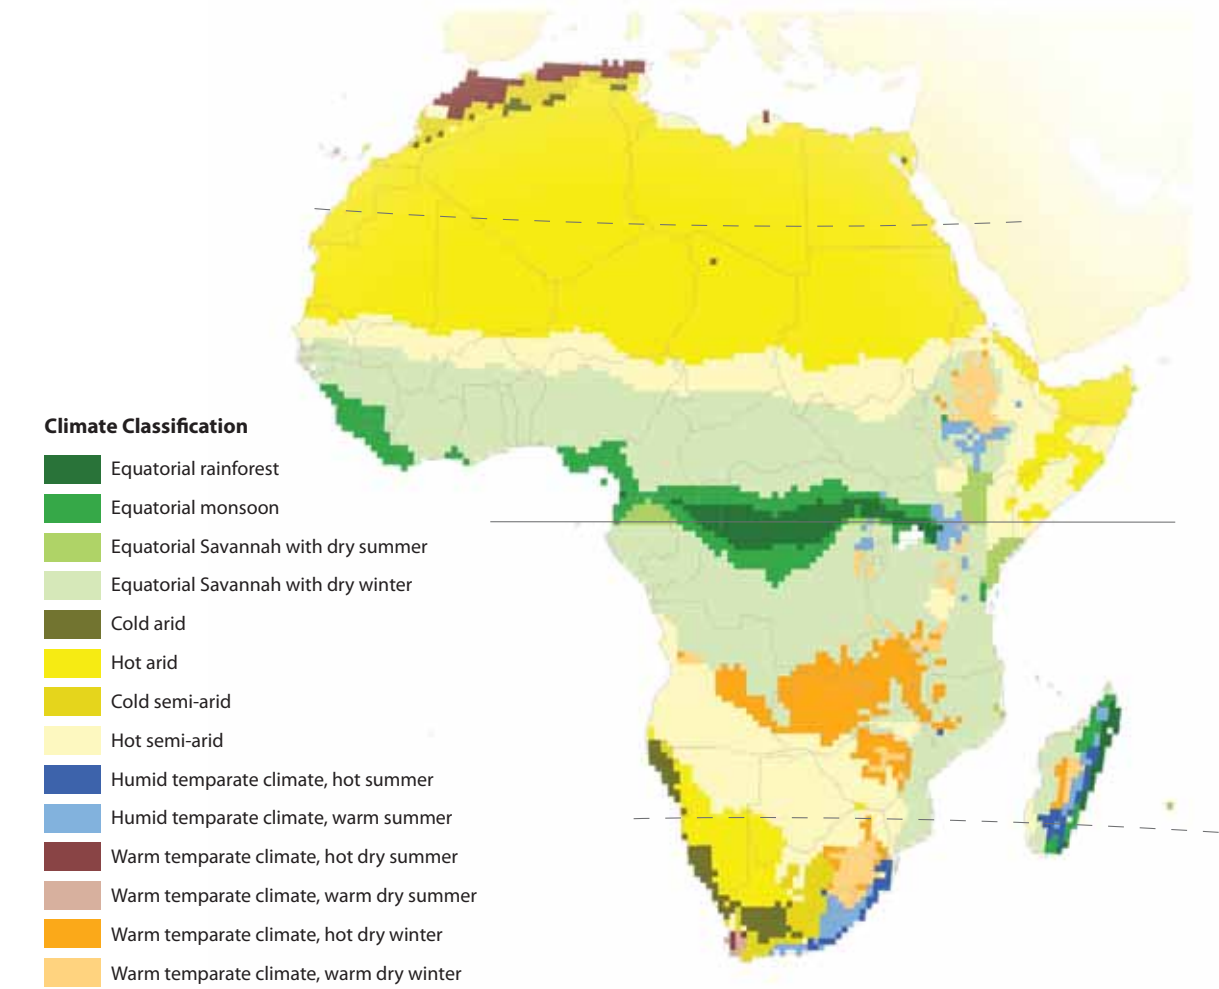 Climate Classification
Equatorial rainforest
Equatorial monsoon
Equatorial Savannah with dry summer
Equatorial Savannah with dry winter
Cold arid
Hot arid
Cold semi-arid
Hot semi-arid
Humid temparate climate, hot summer
Humid temparate climate, warm summer
Warm temparate climate, hot dry summer
Warm temparate climate, warm dry summer
Warm temparate climate, hot dry winter
Warm temparate climate, warm dry winter